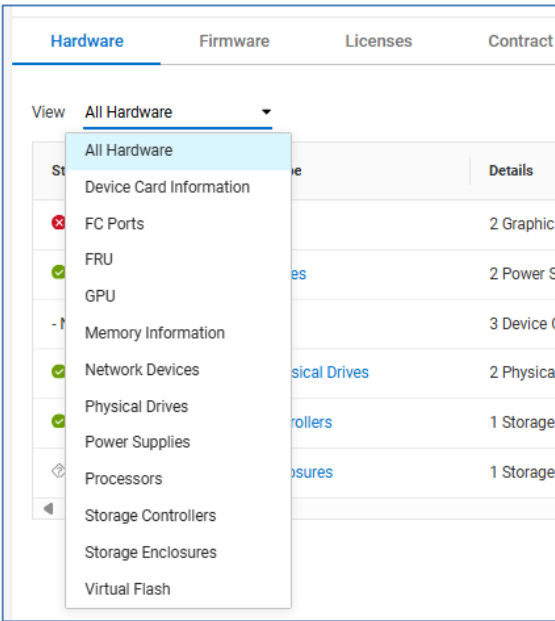 Hardware Firmware Licenses Contract
View All Hardware
All Hardware
Details
Device Card Information
FC Ports
2 Graphic
FRU
es
2 Power S
GPU
3 Device
Memory Information
Network Devices
sical Drives
2 Physica
Physical Drives
rollers
1 Storage
Power Supplies
Processors
osures
1 Storage
Storage Controllers
Storage Enclosures
Virtual Flash